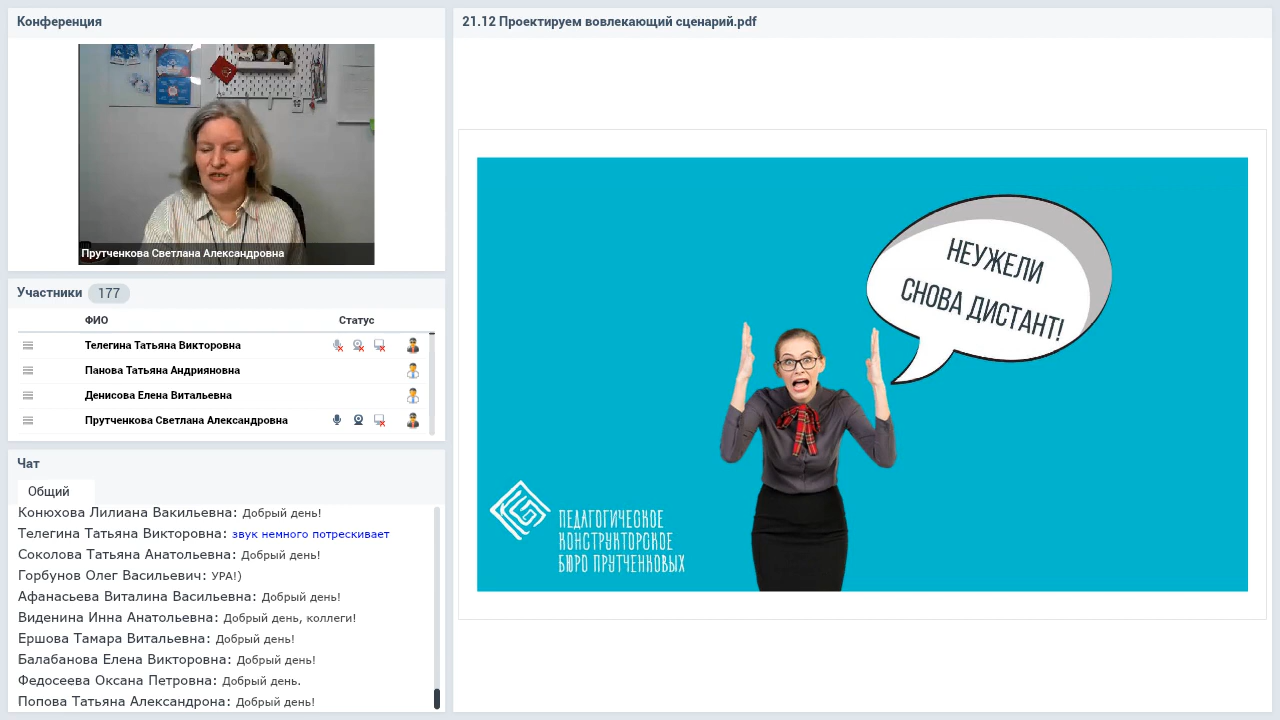 Конференция
Прутченкова Светлана Александровна
Участники 177
ФИО Статус
Телегина Татьяна Викторовна
Панова Татьяна Андрияновна
Денисова Елена Витальевна
Прутченкова Светлана Александровна
Чат
Общий
Конюхова Лилиана Вакильевна: Добрый день!
Телегина Татьяна Викторовна: звук немного потрескивает
Соколова Татьяна Анатольевна: Добрый день!
Горбунов Олег Васильевич: УРА!)
Афанасьева Виталина Васильевна: Добрый день!
Виденина Инна Анатольевна: Добрый день, коллеги!
Ершова Тамара Витальевна: Добрый день!
Балабанова Елена Викторовна: Добрый день!
Федосеева Оксана Петровна: Добрый день.
Попова Татьяна Александрона: Добрый день!
21.12 Проектируем вовлекающий сценарий.pdf
НЕУЖЕЛИ
СНОВА ДИСТАНТ!
ПЕДАГОГИЧЕСКОЕ
КОНСТРУКТОРСКОЕ
БЮРО ПРУТЧЕНКОВЫХ